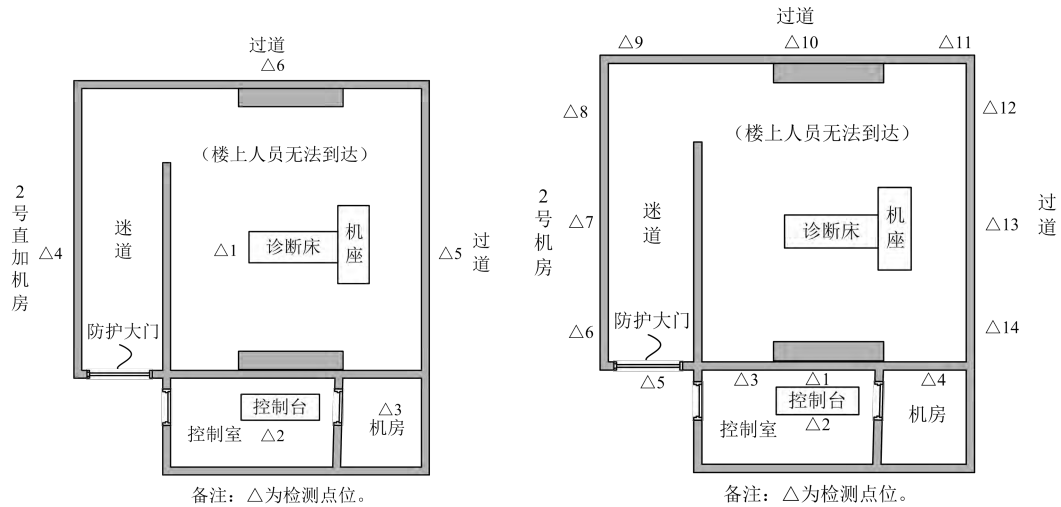 过道
△6
（楼上人员无法到达）
2号直加机房
迷道
△4
△1
诊断床
机座
△5
过道
防护大门
控制台
△3
机房
控制室
△2
备注：△为检测点位。
过道
△9
△10
△11
△8
△12
（楼上人员无法到达）
2号机房
△7
迷道
诊断床
机座
△13
过道
△6
防护大门
△14
△5
△3
△1
△4
控制台
机房
控制室
△2
备注：△为检测点位。